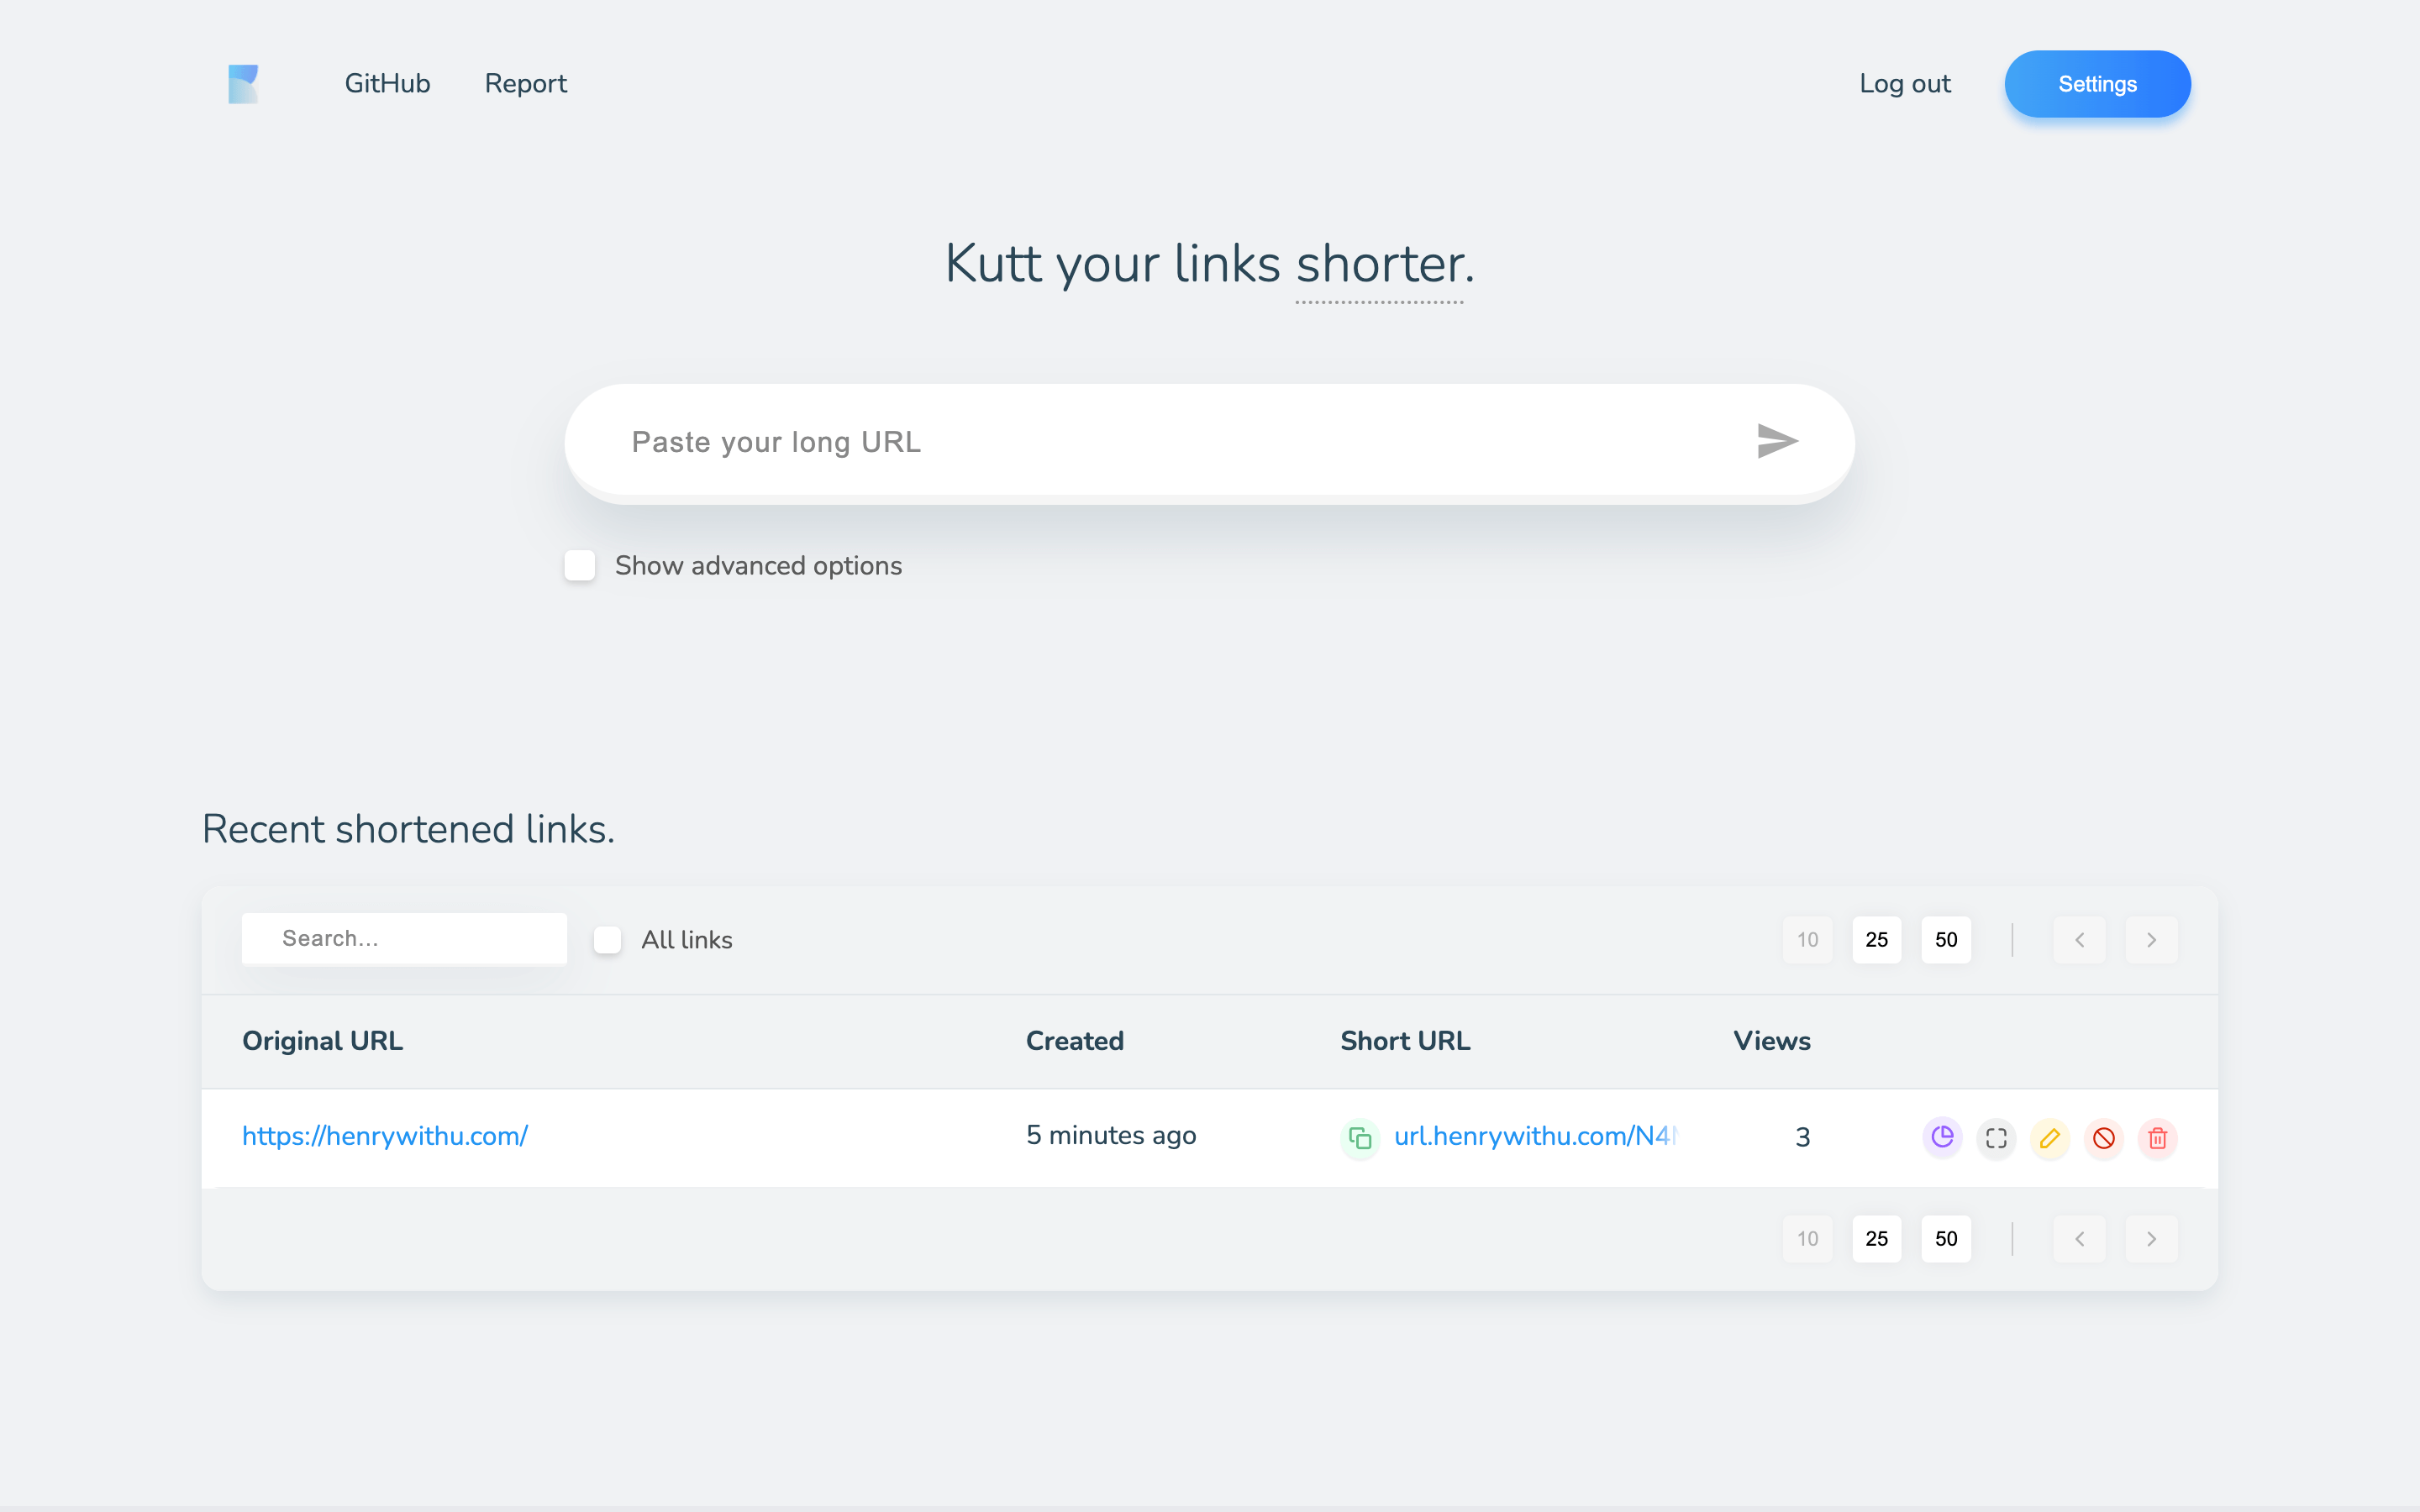 GitHub Report Log out Settings
Kutt your links shorter.
Paste your long URL
Show advanced options
Recent shortened links.
Search... All links 10 25 50
Original URL Created Short URL Views
https://henrywithu.com/ 5 minutes ago url.henrywithu.com/N4 3
10 25 50